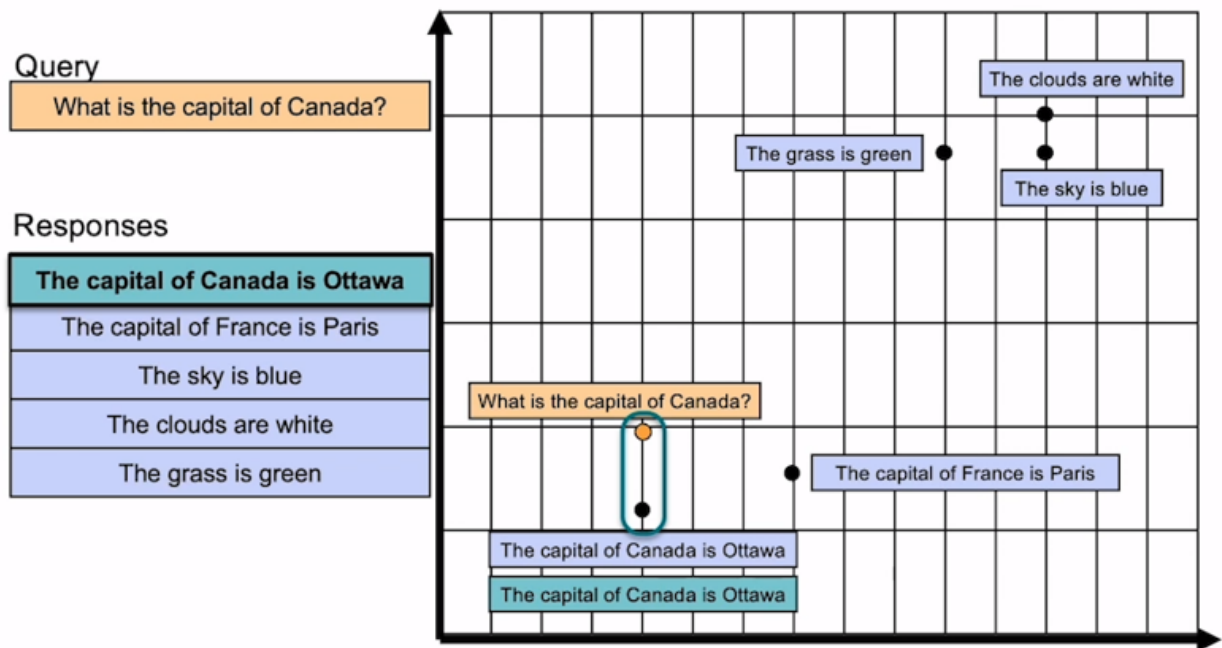 Query
What is the capital of Canada?
Responses
The capital of Canada is Ottawa
The capital of France is Paris
The sky is blue
The clouds are white
The grass is green
The clouds are white
The grass is green
The sky is blue
What is the capital of Canada?
The capital of France is Paris
The capital of Canada is Ottawa
The capital of Canada is Ottawa